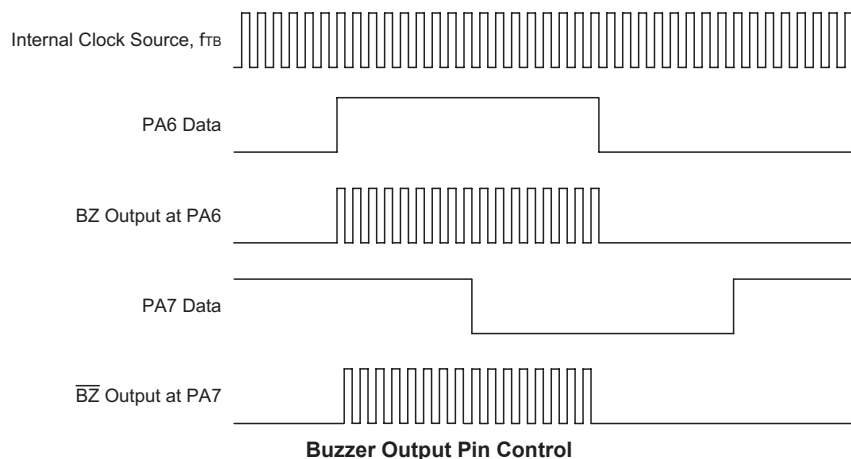 Internal Clock Source, fTB
PA6 Data
BZ Output at PA6
PA7 Data
B̅Z̅ Output at PA7
Buzzer Output Pin Control